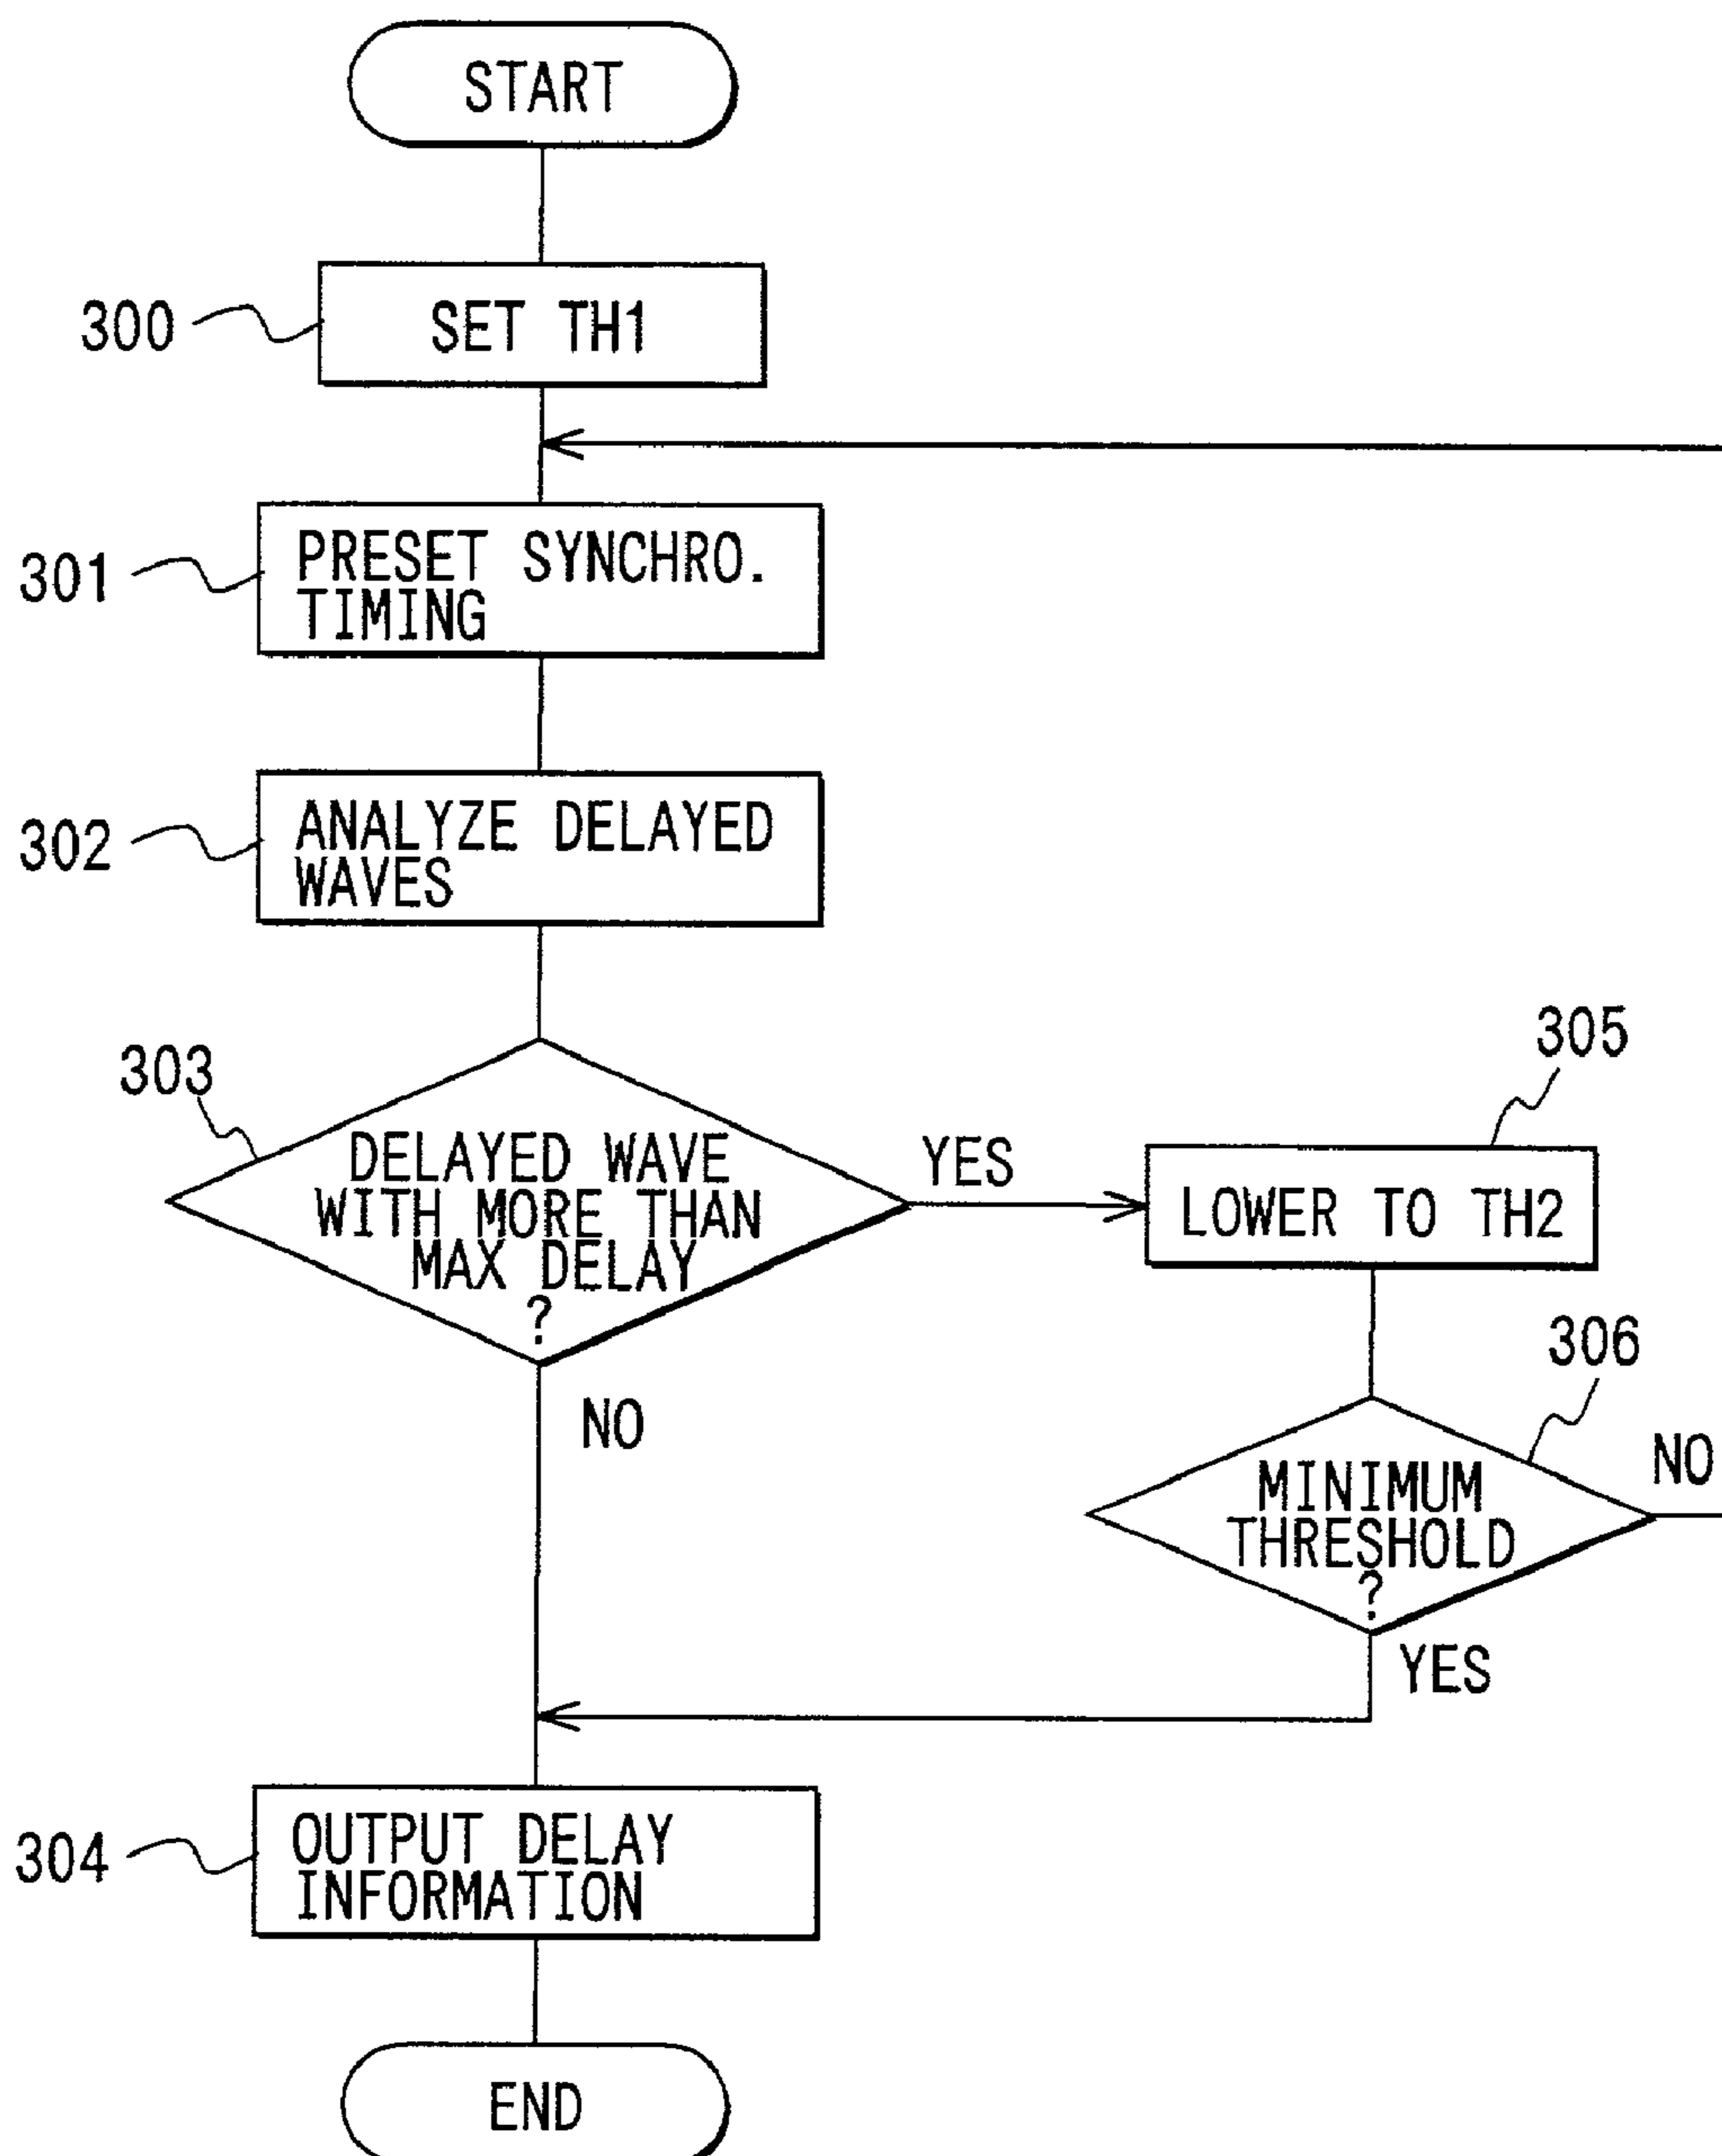 START
300
SET TH1
301
PRESET SYNCHRO.
TIMING
302
ANALYZE DELAYED
WAVES
303
DELAYED WAVE
WITH MORE THAN
MAX DELAY
?
YES
NO
305
LOWER TO TH2
306
MINIMUM
THRESHOLD
?
NO
YES
304
OUTPUT DELAY
INFORMATION
END